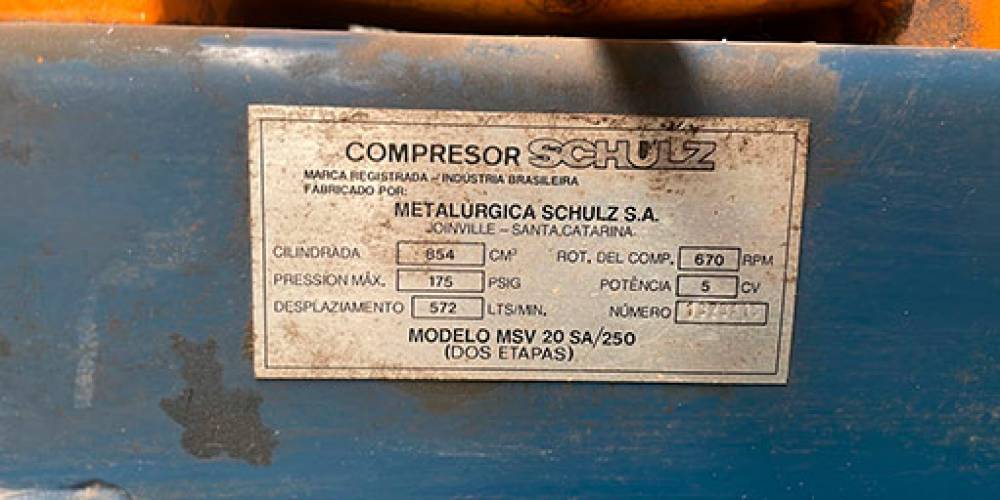 COMPRESOR SCHULZ
MARCA REGISTRADA - INDÚSTRIA BRASILEIRA
FABRICADO POR:
METALÚRGICA SCHULZ S.A.
JOINVILLE - SANTA CATARINA
CILINDRADA 854 CM³ ROT. DEL COMP. 670 RPM
PRESSION MÁX. 175 PSIG POTÊNCIA 5 CV
DESPLAZIAMENTO 572 LTS/MIN. NÚMERO
MODELO MSV 20 SA/250
(DOS ETAPAS)